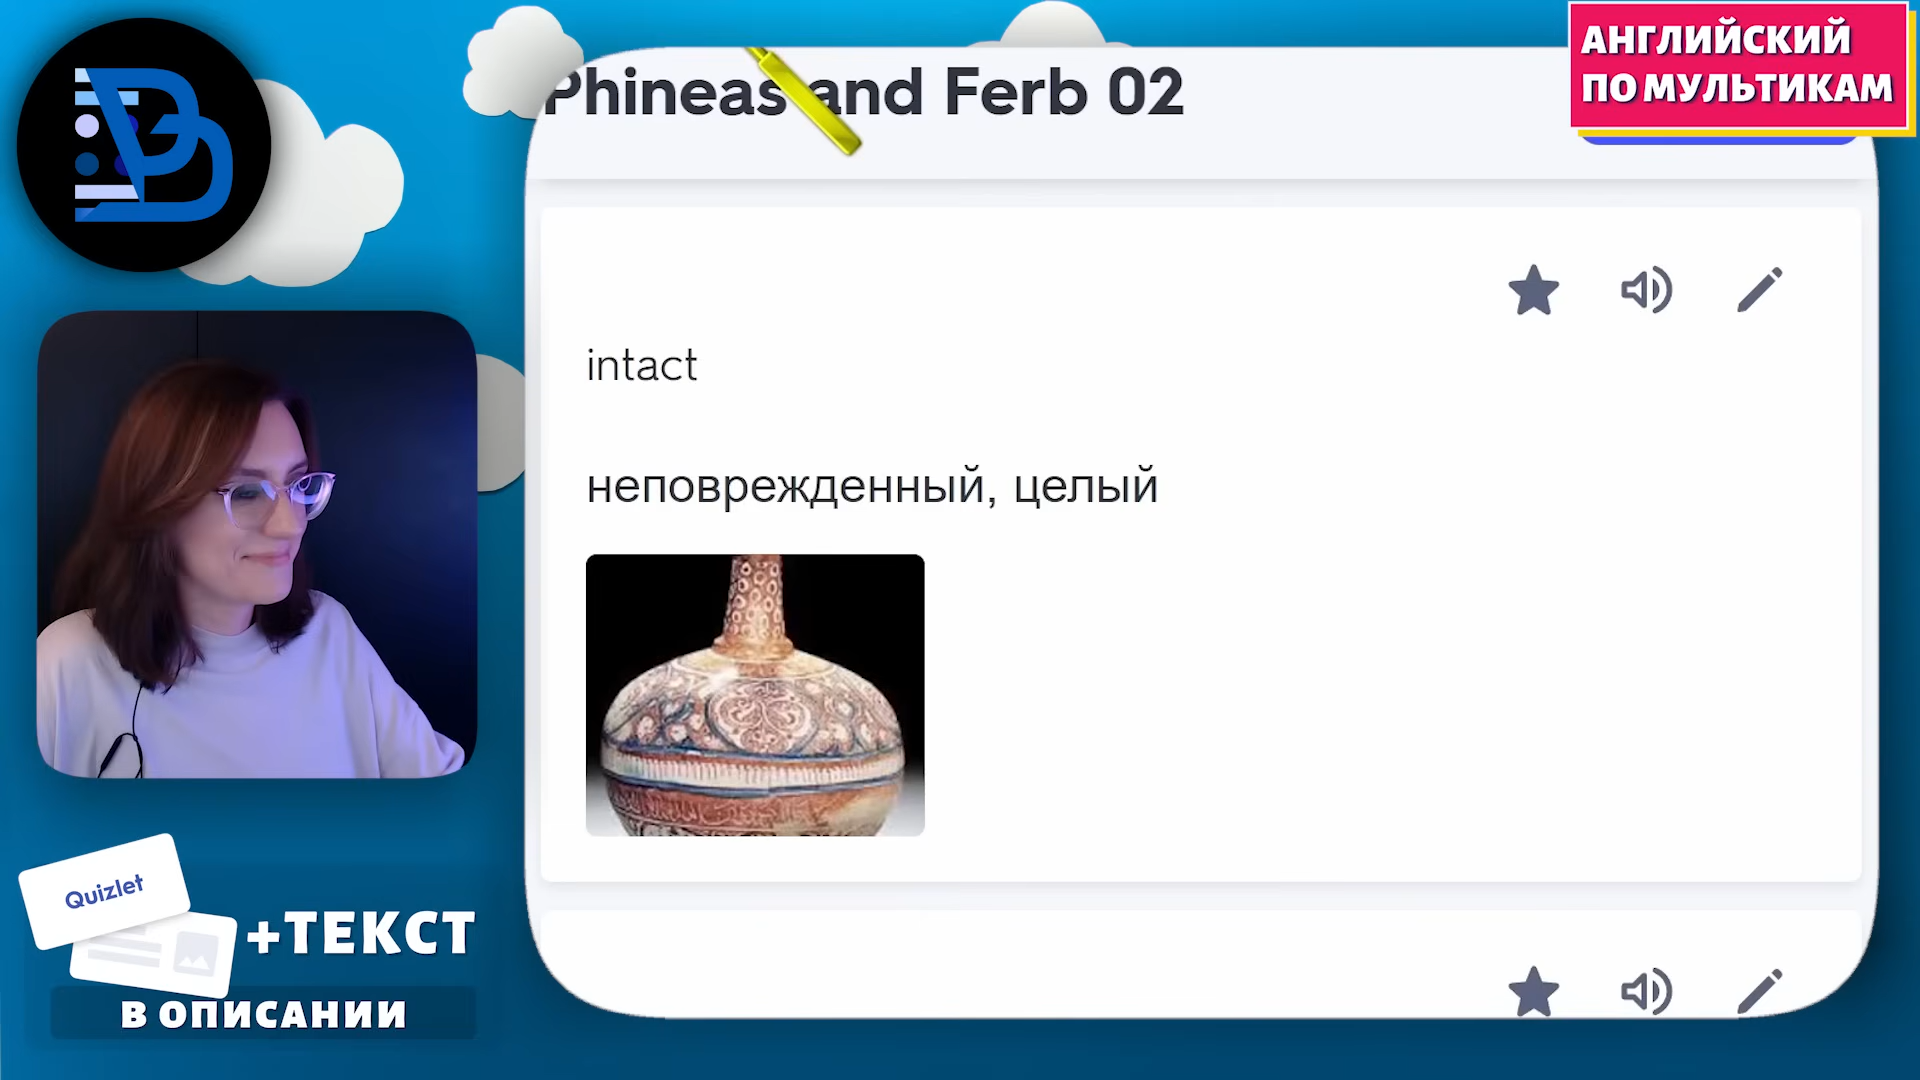 Phineas and Ferb 02
АНГЛИЙСКИЙ
ПО МУЛЬТИКАМ
intact
неповрежденный, целый
Quizlet
+ТЕКСТ
В ОПИСАНИИ